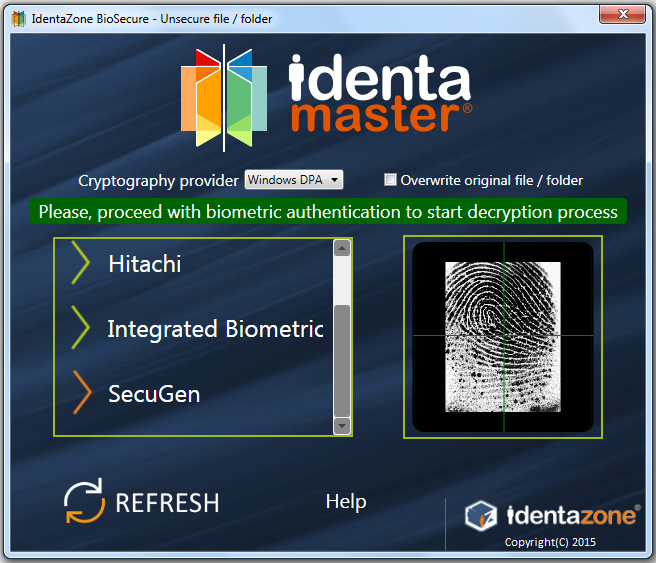 IdentaZone BioSecure - Unsecure file / folder
identa
master®
Cryptography provider Windows DPA Overwrite original file / folder
Please, proceed with biometric authentication to start decryption process
Hitachi
Integrated Biometric
SecuGen
REFRESH
Help
identazone®
Copyright(C) 2015